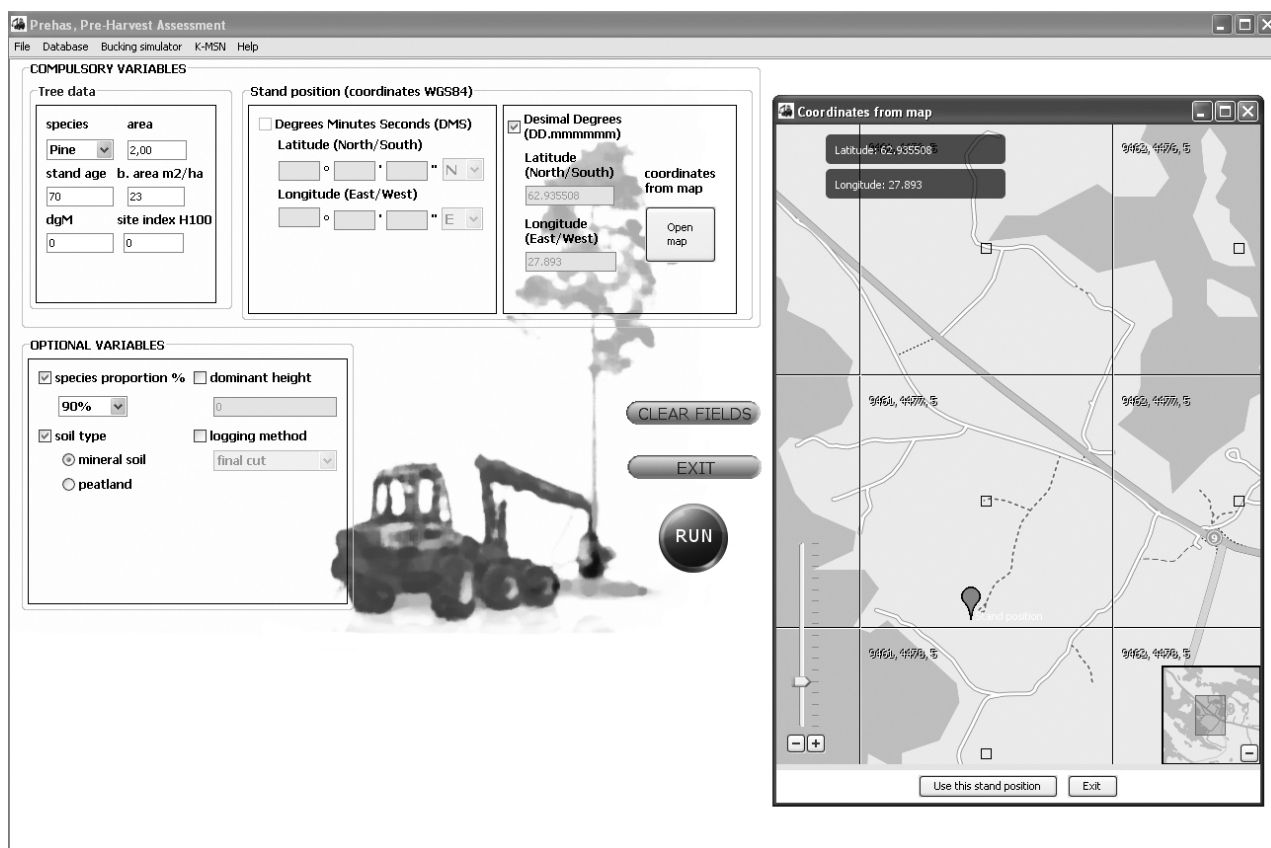 Prehas, Pre-Harvest Assessment
File Database Bucking simulator K-MSN Help
COMPULSORY VARIABLES
Tree data
species area
Pine 2,00
stand age b. area m2/ha
70 23
dgM site index H100
0 0
Stand position (coordinates WGS84)
Degrees Minutes Seconds (DMS)
Latitude (North/South)
° ' " N
Longitude (East/West)
° ' " E
Desimal Degrees
(DD.mmmmmm)
Latitude
(North/South)
62.935508
Longitude
(East/West)
27.893
coordinates
from map
Open
map
OPTIONAL VARIABLES
species proportion % dominant height
90% 0
soil type logging method
mineral soil final cut
peatland
CLEAR FIELDS
EXIT
RUN
Coordinates from map
Latitude: 62.935508
Longitude: 27.893
9462, 4476, 5
9461, 4477, 5 9462, 4477, 5
9
Stand position
9461, 4478, 5 9462, 4478, 5
Use this stand position Exit